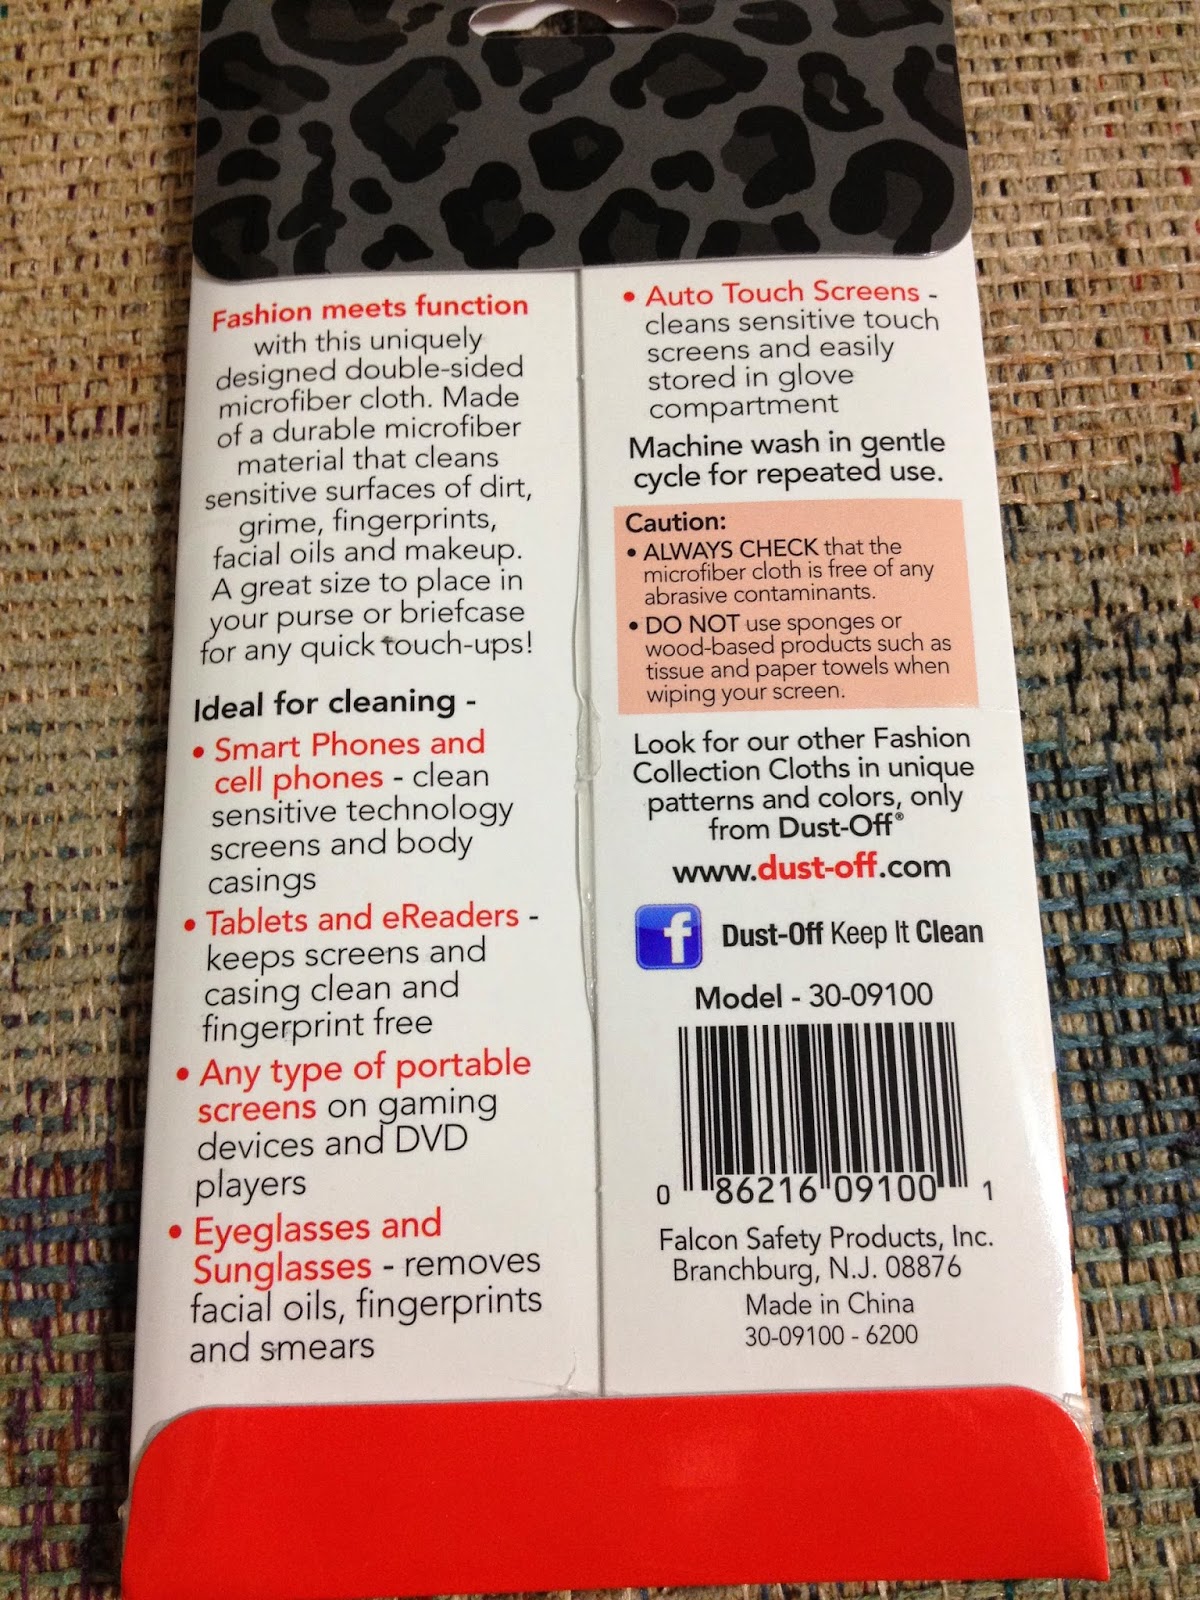 Fashion meets function
with this uniquely
designed double-sided
microfiber cloth. Made
of a durable microfiber
material that cleans
sensitive surfaces of dirt,
grime, fingerprints,
facial oils and makeup.
A great size to place in
your purse or briefcase
for any quick touch-ups!
Ideal for cleaning -
• Smart Phones and
cell phones - clean
sensitive technology
screens and body
casings
• Tablets and eReaders -
keeps screens and
casing clean and
fingerprint free
• Any type of portable
screens on gaming
devices and DVD
players
• Eyeglasses and
Sunglasses - removes
facial oils, fingerprints
and smears
• Auto Touch Screens -
cleans sensitive touch
screens and easily
stored in glove
compartment
Machine wash in gentle
cycle for repeated use.
Caution:
• ALWAYS CHECK that the
microfiber cloth is free of any
abrasive contaminants.
• DO NOT use sponges or
wood-based products such as
tissue and paper towels when
wiping your screen.
Look for our other Fashion
Collection Cloths in unique
patterns and colors, only
from Dust-Off®
www.dust-off.com
f Dust-Off Keep It Clean
Model - 30-09100
0 86216 09100 1
Falcon Safety Products, Inc.
Branchburg, N.J. 08876
Made in China
30-09100 - 6200